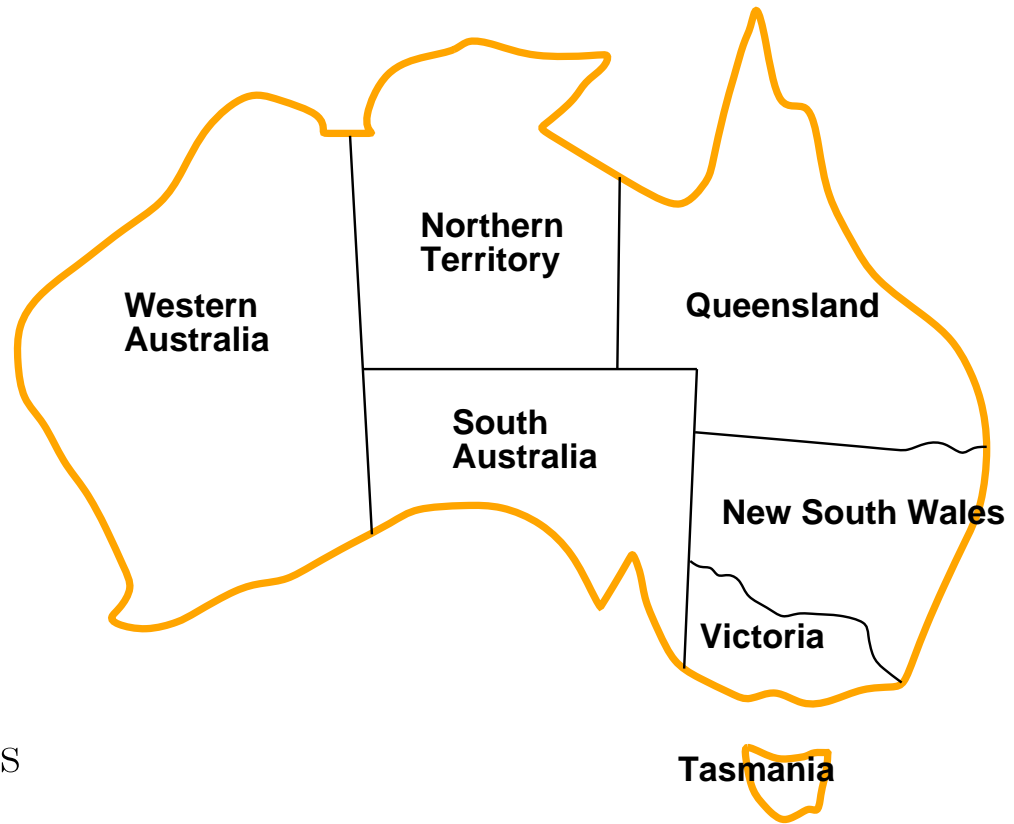 Northern
Territory
Western
Australia
Queensland
South
Australia
New South Wales
Victoria
Tasmania
s